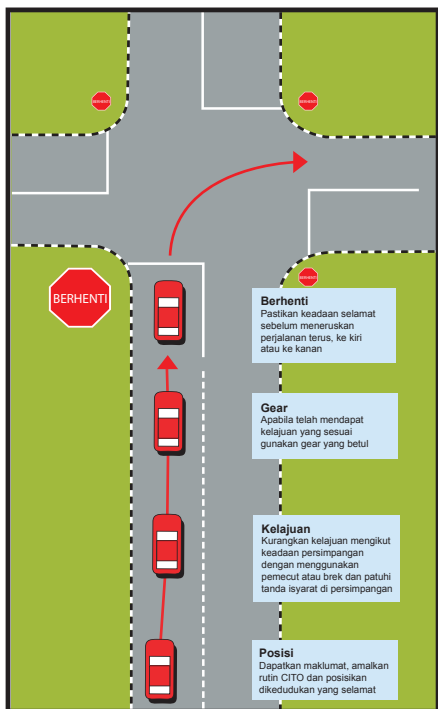 BERHENTI
BERHENTI
BERHENTI
BERHENTI
Berhenti
Pastikan keadaan selamat
sebelum meneruskan
perjalanan terus, ke kiri
atau ke kanan
Gear
Apabila telah mendapat
kelajuan yang sesuai
gunakan gear yang betul
Kelajuan
Kurangkan kelajuan mengikut
keadaan persimpangan
dengan menggunakan
pemecut atau brek dan patuhi
tanda isyarat di persimpangan
Posisi
Dapatkan maklumat, amalkan
rutin CITO dan posisikan
dikedudukan yang selamat